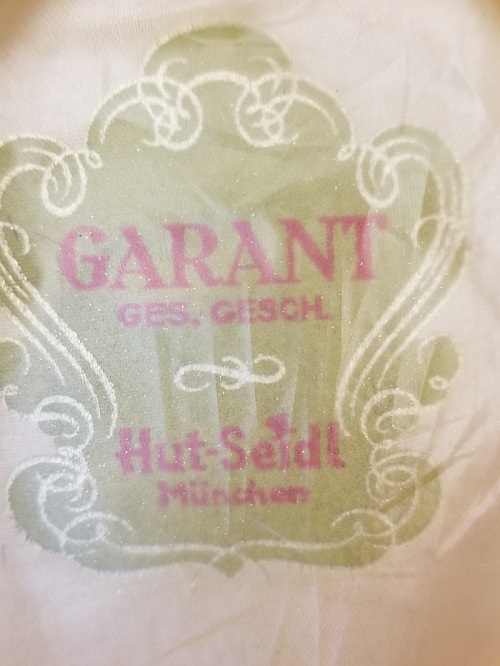 GARANT
GES. GESCH.
Hut-Seidl
München